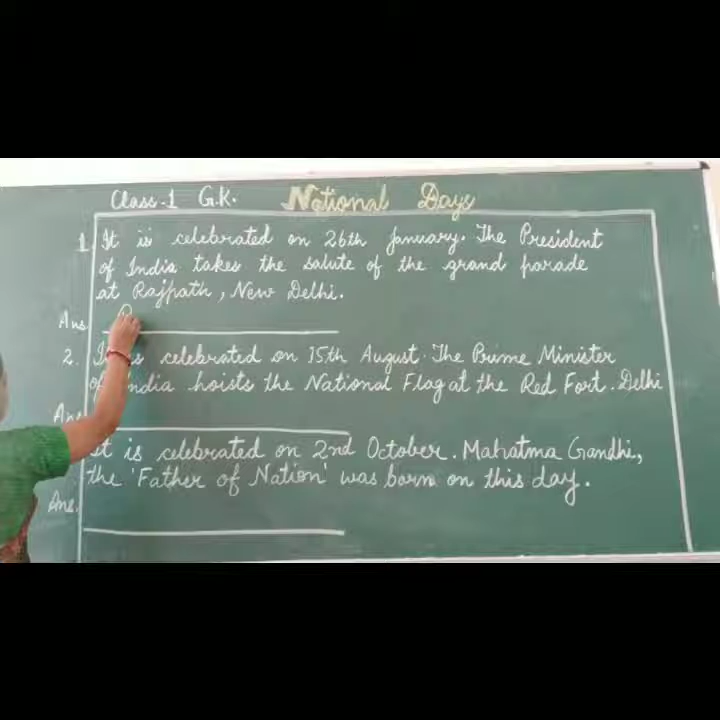 Class-1 G.K. National Days
1. It is celebrated on 26th January. The President
of India takes the salute of the grand parade
at Rajpath, New Delhi.
Ans
2. It is celebrated on 15th August. The Prime Minister
of India hoists the National Flag at the Red Fort. Delhi
Ans
It is celebrated on 2nd October. Mahatma Gandhi,
the 'Father of Nation' was born on this day.
Ans.